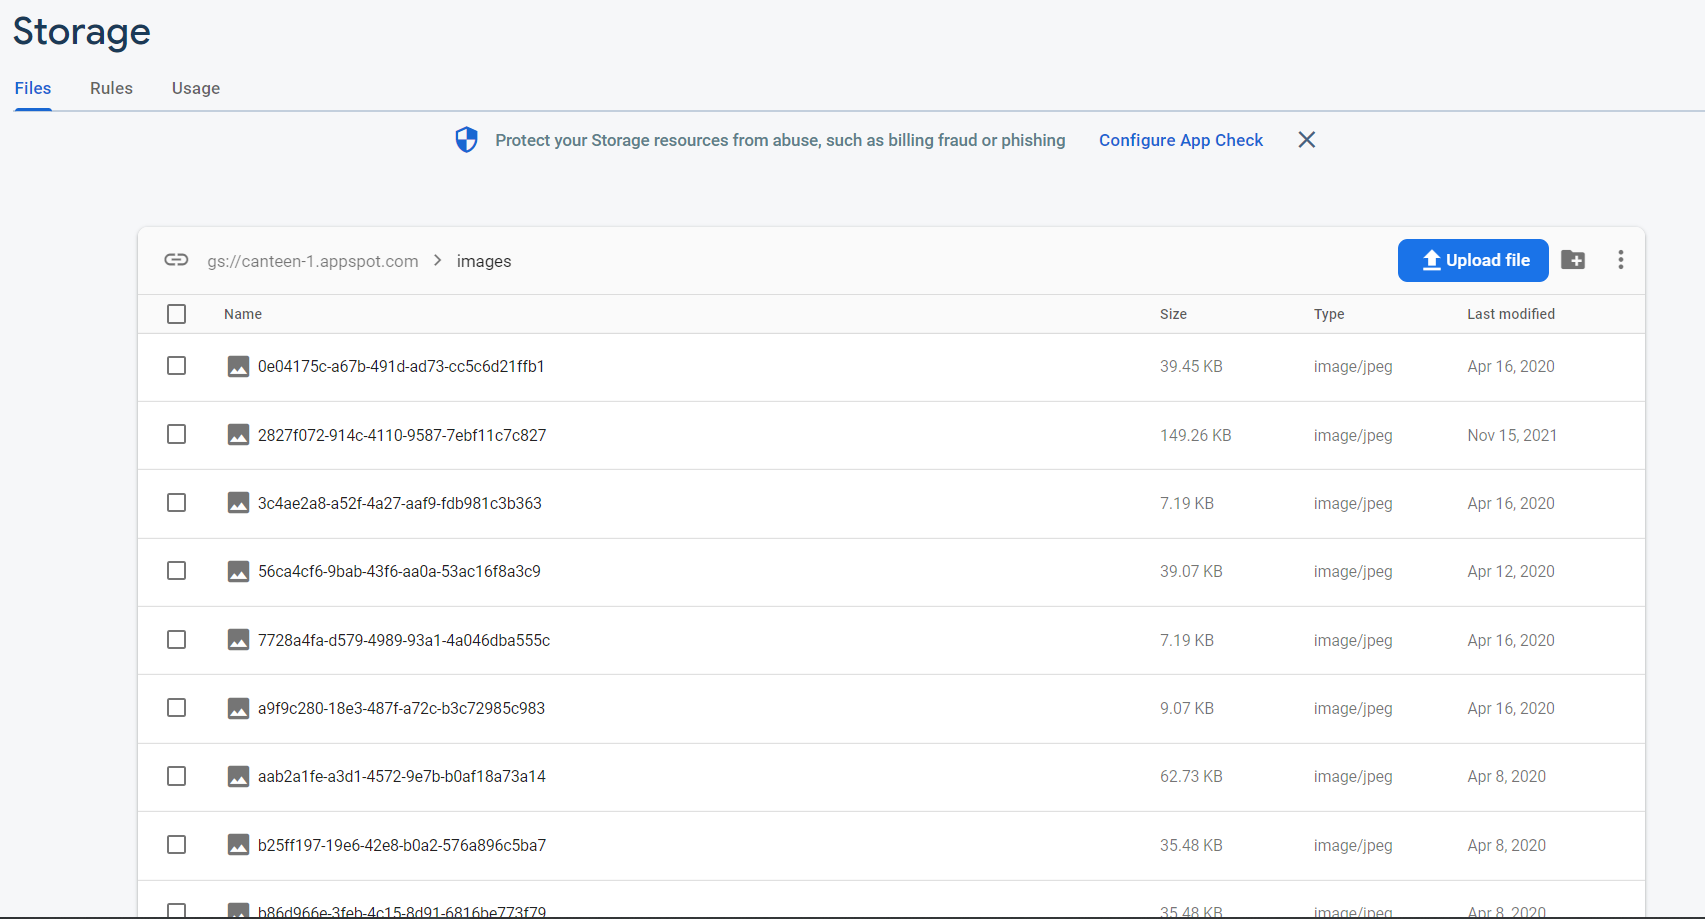 Storage
Files Rules Usage
Protect your Storage resources from abuse, such as billing fraud or phishing Configure App Check
gs://canteen-1.appspot.com > images Upload file
Name Size Type Last modified
0e04175c-a67b-491d-ad73-cc5c6d21ffb1 39.45 KB image/jpeg Apr 16, 2020
2827f072-914c-4110-9587-7ebf11c7c827 149.26 KB image/jpeg Nov 15, 2021
3c4ae2a8-a52f-4a27-aaf9-fdb981c3b363 7.19 KB image/jpeg Apr 16, 2020
56ca4cf6-9bab-43f6-aa0a-53ac16f8a3c9 39.07 KB image/jpeg Apr 12, 2020
7728a4fa-d579-4989-93a1-4a046dba555c 7.19 KB image/jpeg Apr 16, 2020
a9f9c280-18e3-487f-a72c-b3c72985c983 9.07 KB image/jpeg Apr 16, 2020
aab2a1fe-a3d1-4572-9e7b-b0af18a73a14 62.73 KB image/jpeg Apr 8, 2020
b25ff197-19e6-42e8-b0a2-576a896c5ba7 35.48 KB image/jpeg Apr 8, 2020
b86d966e-3feb-4c15-8d91-6816be773f79 35.48 KB image/jpeg Apr 8, 2020